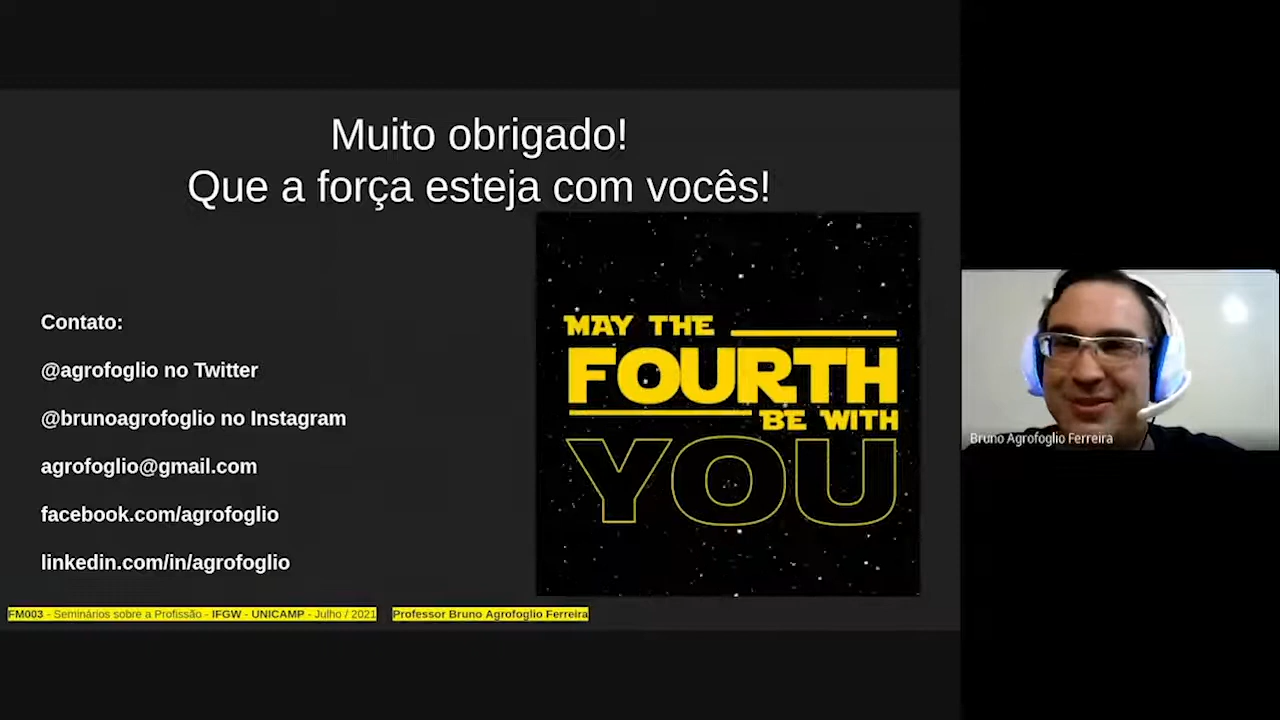 Muito obrigado!
Que a força esteja com vocês!
MAY THE
FOURTH
BE WITH
YOU
Contato:
@agrofoglio no Twitter
@brunoagrofoglio no Instagram
agrofoglio@gmail.com
facebook.com/agrofoglio
linkedin.com/in/agrofoglio
FM003 - Seminários sobre a Profissão - IFGW - UNICAMP - Julho / 2021
Professor Bruno Agrofoglio Ferreira
Bruno Agrofoglio Ferreira